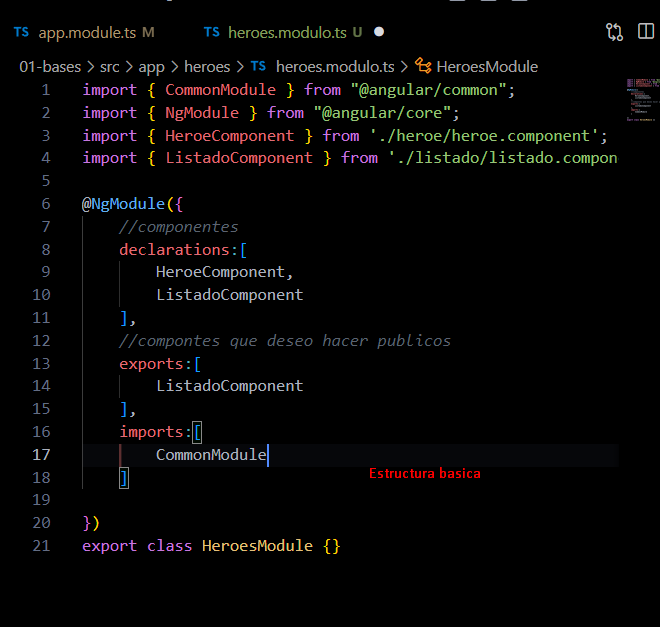 TS app.module.ts M TS heroes.modulo.ts U
01-bases > src > app > heroes > TS heroes.modulo.ts > HeroesModule
1 import { CommonModule } from "@angular/common";
2 import { NgModule } from "@angular/core";
3 import { HeroeComponent } from './heroe/heroe.component';
4 import { ListadoComponent } from './listado/listado.compon
5
6 @NgModule({
7 //componentes
8 declarations:[
9 HeroeComponent,
10 ListadoComponent
11 ],
12 //compontes que deseo hacer publicos
13 exports:[
14 ListadoComponent
15 ],
16 imports:[
17 CommonModule
Estructura basica
18 ]
19
20 })
21 export class HeroesModule {}